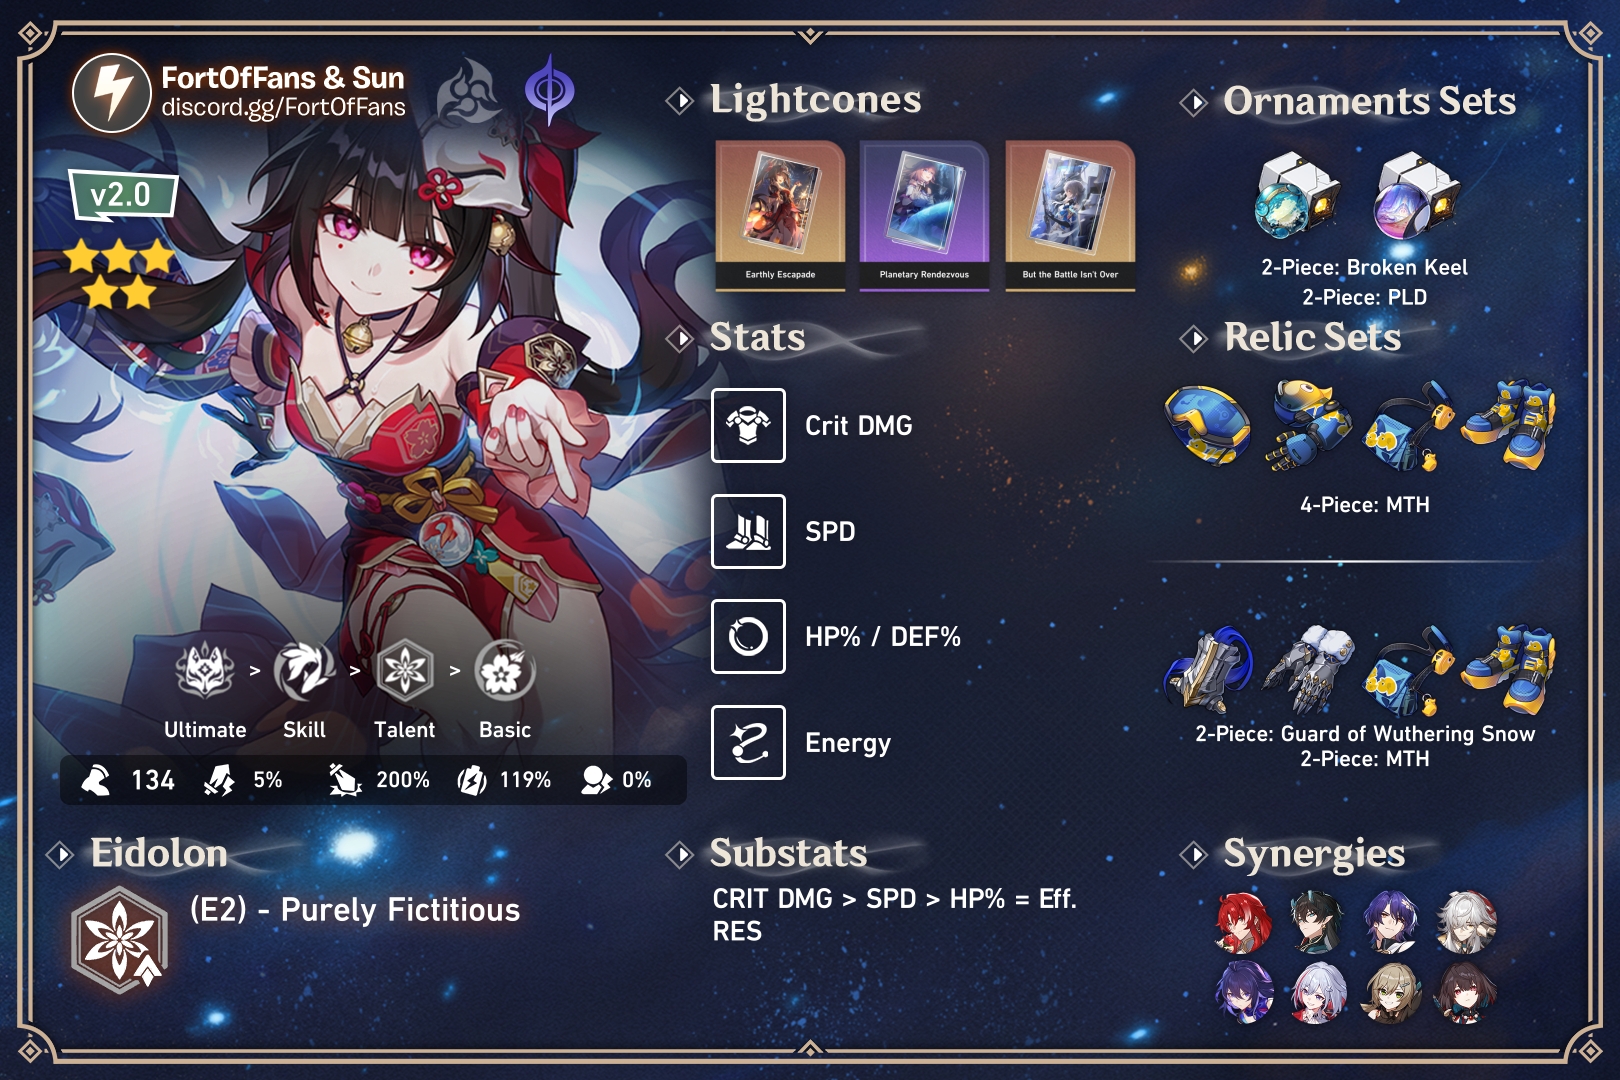 FortOfFans & Sun
discord.gg/FortOfFans
v2.0
Ultimate > Skill > Talent > Basic
134 5% 200% 119% 0%
Eidolon
(E2) - Purely Fictitious
Lightcones
Earthly Escapade
Planetary Rendezvous
But the Battle Isn't Over
Stats
Crit DMG
SPD
HP% / DEF%
Energy
Substats
CRIT DMG > SPD > HP% = Eff.
RES
Ornaments Sets
2-Piece: Broken Keel
2-Piece: PLD
Relic Sets
4-Piece: MTH
2-Piece: Guard of Wuthering Snow
2-Piece: MTH
Synergies